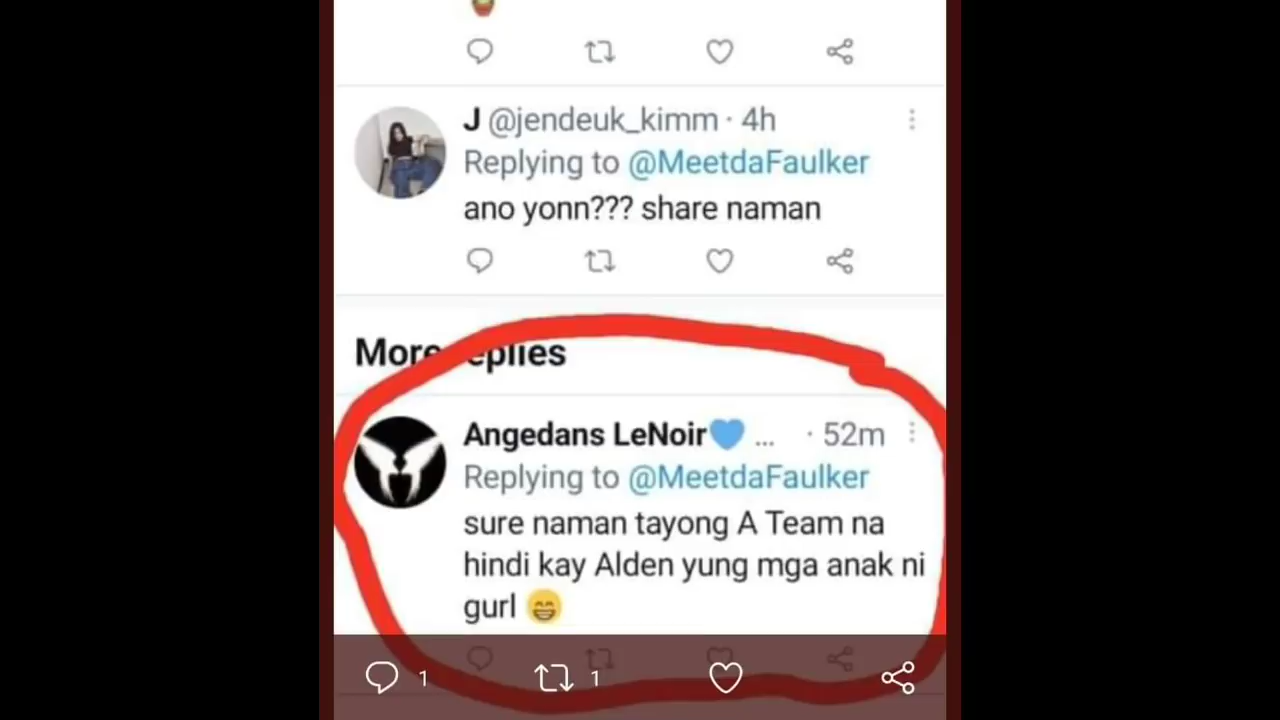 J @jendeuk_kimm · 4h
Replying to @MeetdaFaulker
ano yonn??? share naman
More replies
Angedans LeNoir💙 ... · 52m
Replying to @MeetdaFaulker
sure naman tayong A Team na
hindi kay Alden yung mga anak ni
gurl 😁
1 1